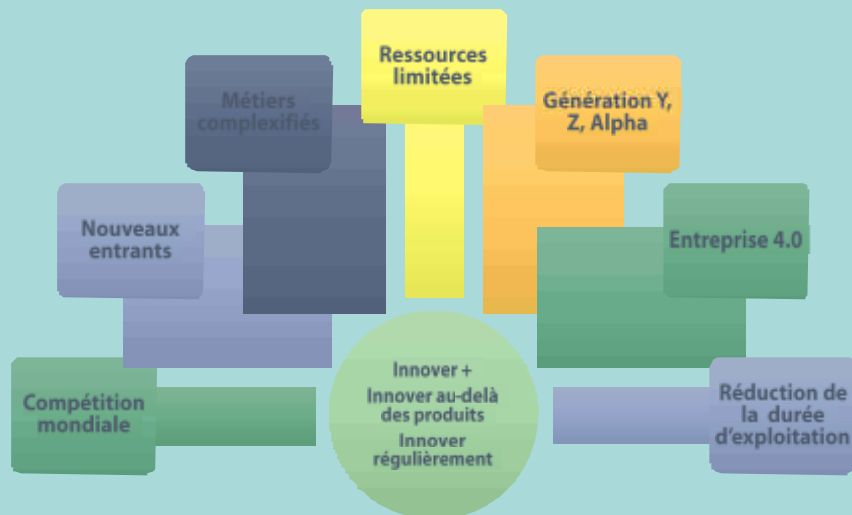 Ressources
limitées
Métiers
complexifiés
Génération Y,
Z, Alpha
Nouveaux
entrants
Entreprise 4.0
Compétition
mondiale
Innover +
Innover au-delà
des produits
Innover
régulièrement
Réduction de
la durée
d'exploitation